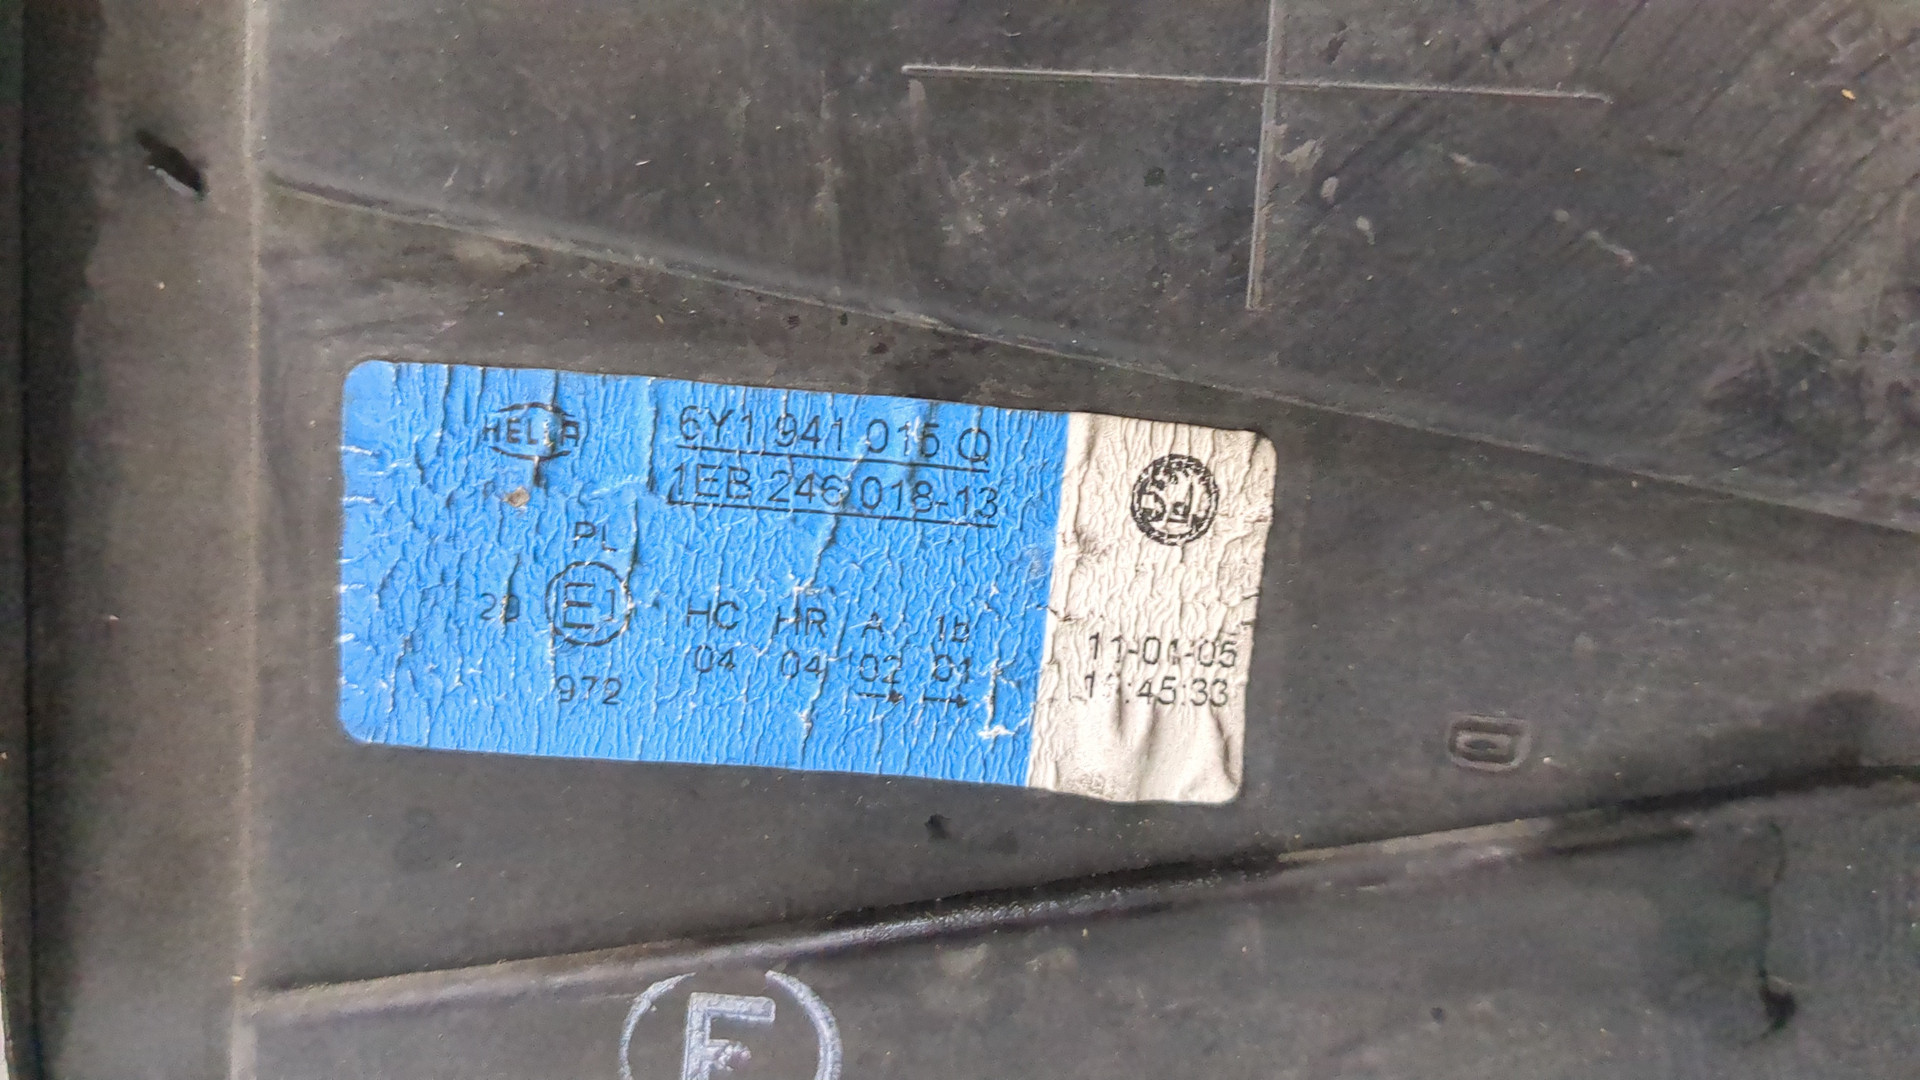 HELLA
6Y1 941 015 Q
1EB 246 018-13
PL
20 E1
HC HR A 1b
04 04 02 01
→ →
972
11-01-05
:45:33
E